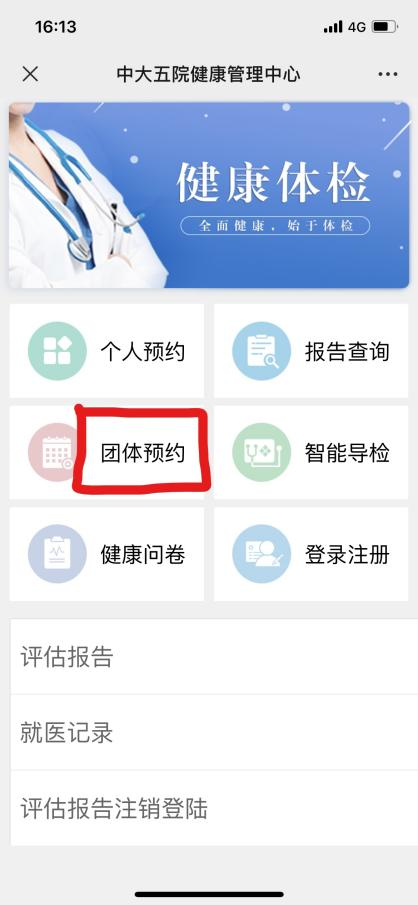 16:13
4G
中大五院健康管理中心
健康体检
全面健康．始于体检
个人预约
报告查询
团体预约
智能导检
健康问卷
登录注册
评估报告
就医记录
评估报告注销登陆